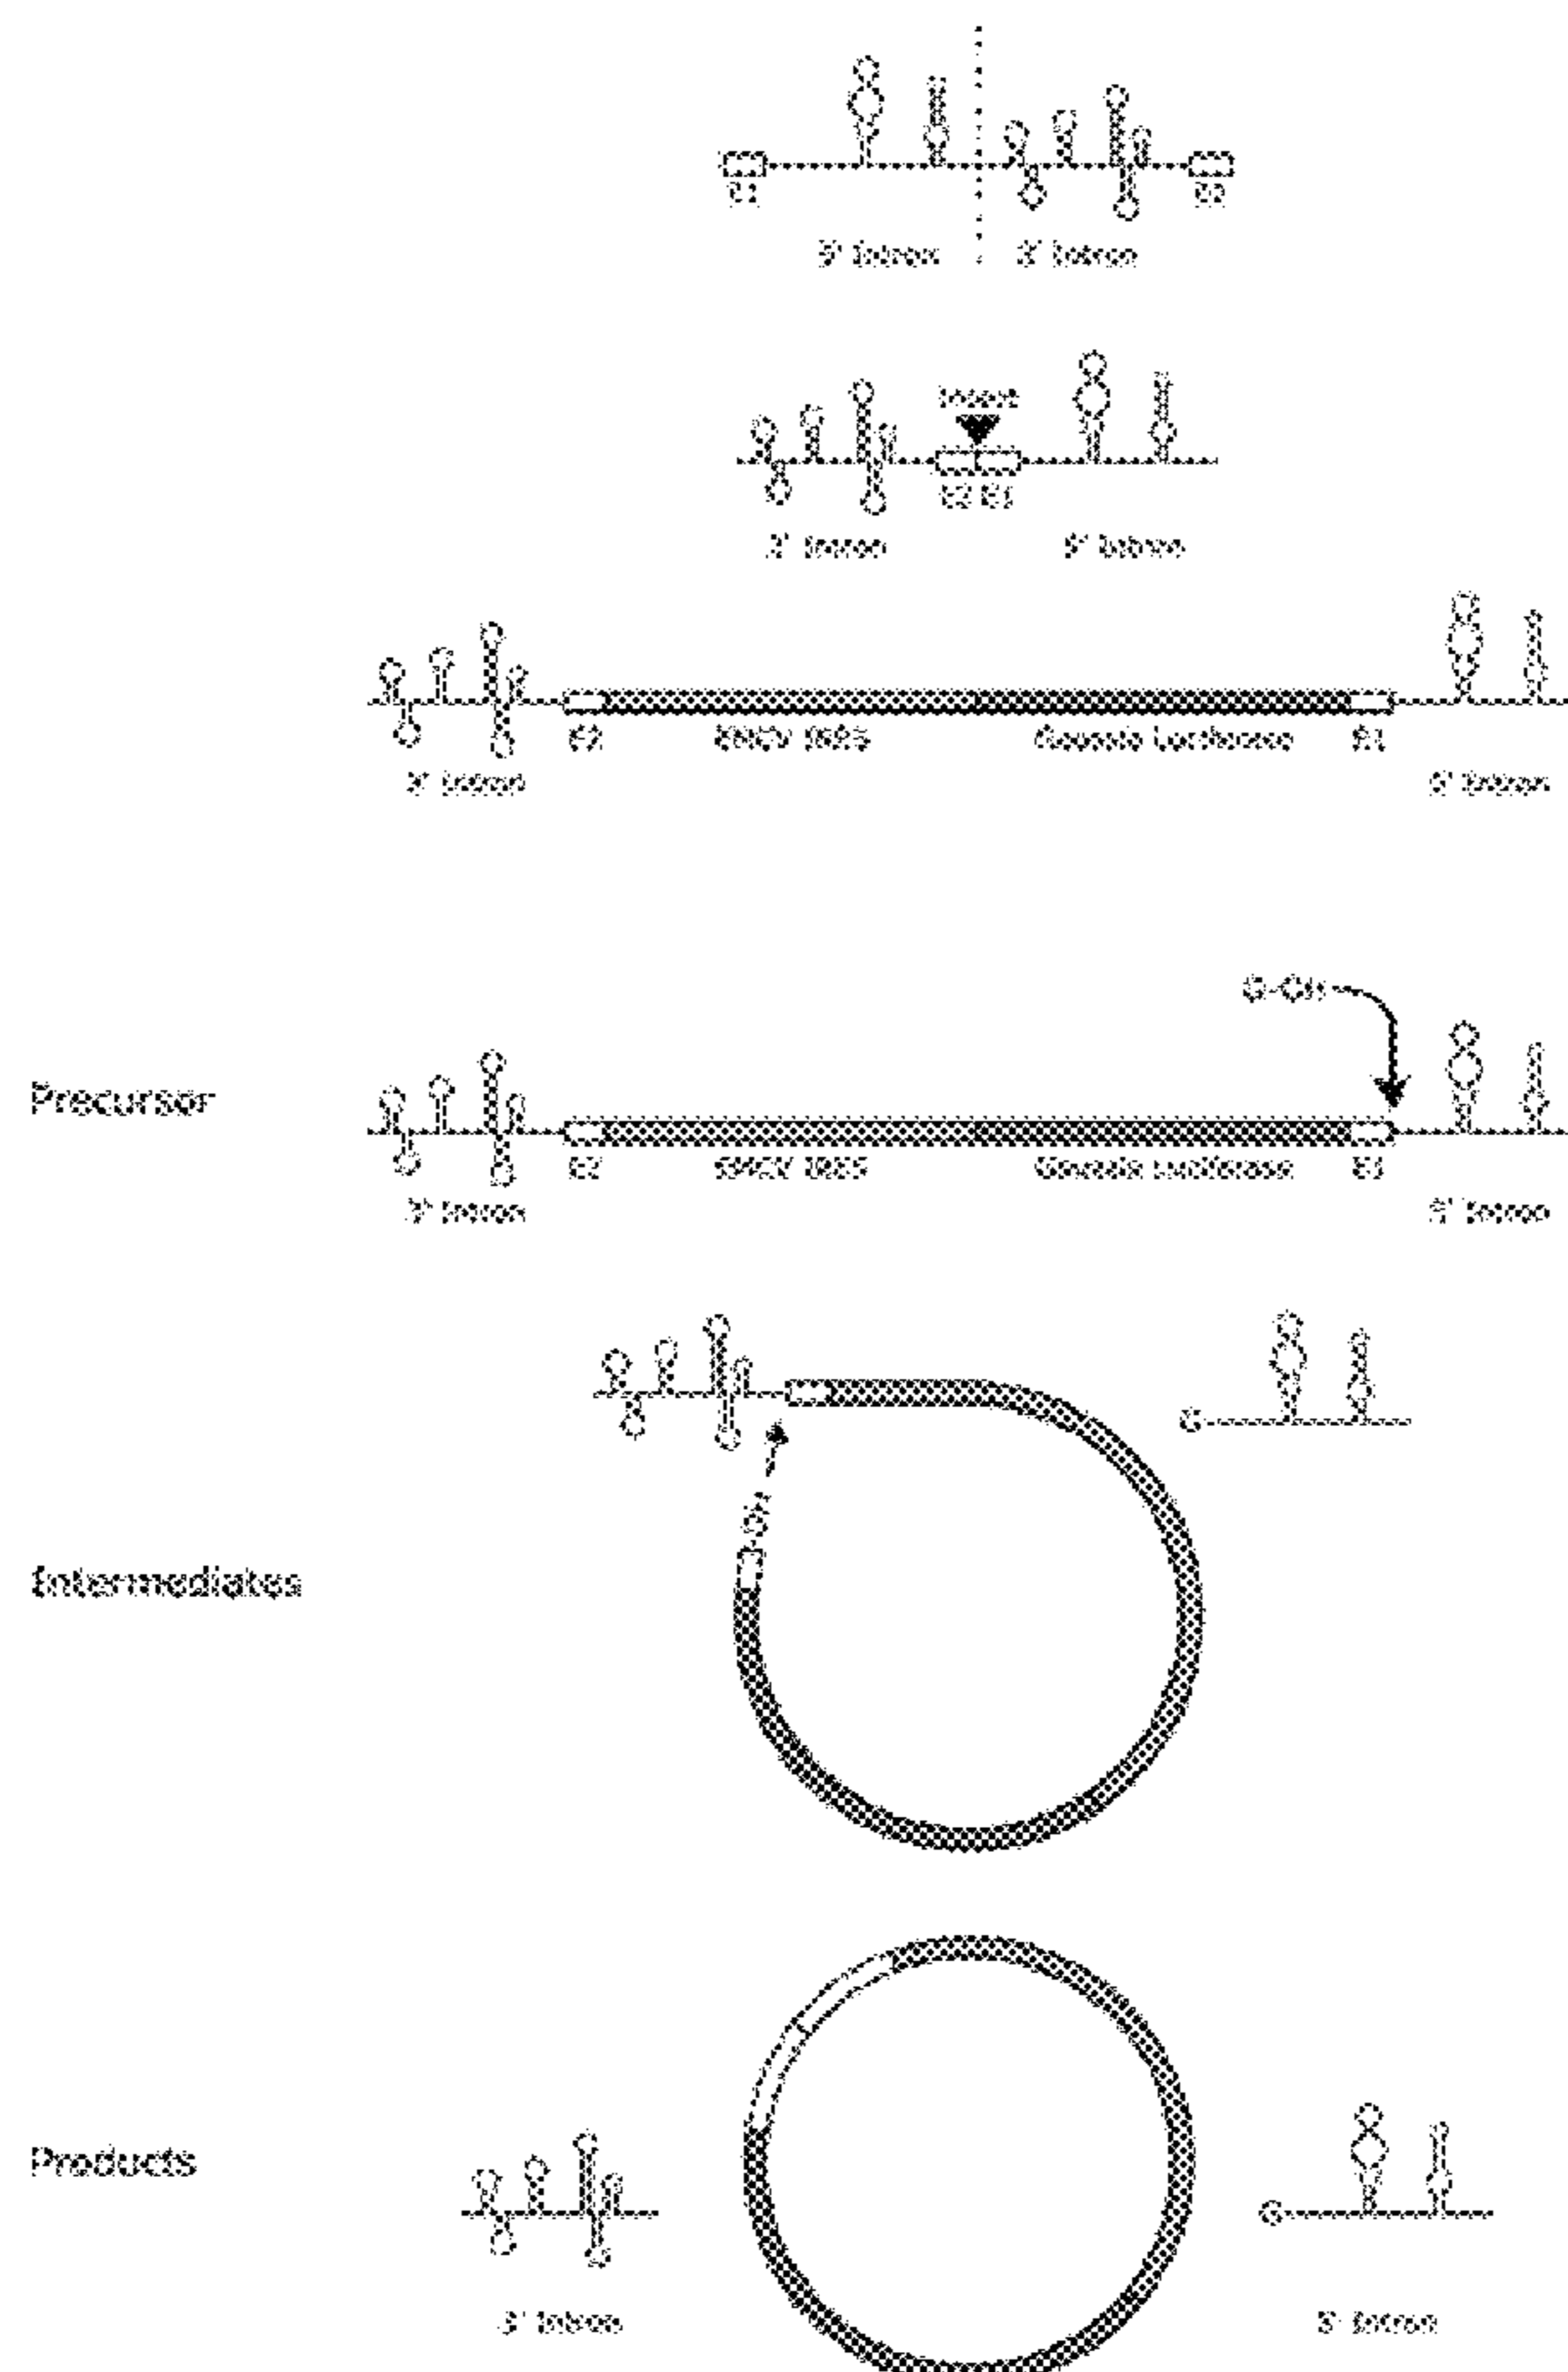 E1 E2
5' Intron 3' Intron
Insert
E2 E1
3' Intron 5' Intron
E2 EMCV IRES Gaussia Luciferase E1
3' Intron 5' Intron
G-OH
Precursor
E2 EMCV IRES Gaussia Luciferase E1
3' Intron 5' Intron
G
OH
Intermediates
Products
G
3' Intron 5' Intron